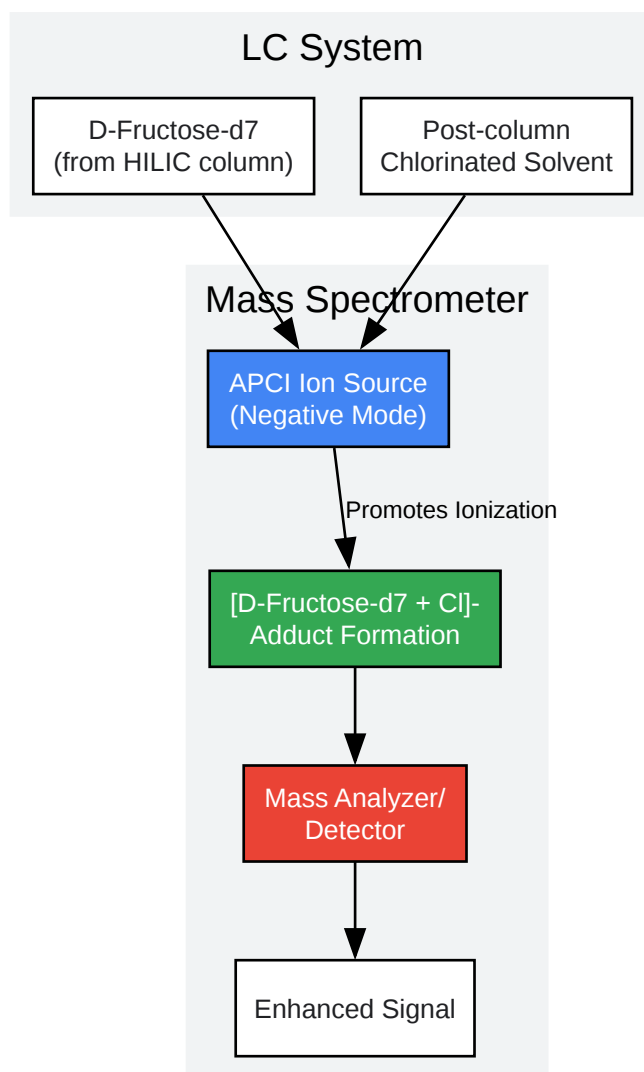 LC System
D-Fructose-d7
(from HILIC column)
Post-column
Chlorinated Solvent
Mass Spectrometer
APCI Ion Source
(Negative Mode)
Promotes Ionization
[D-Fructose-d7 + Cl]-
Adduct Formation
Mass Analyzer/
Detector
Enhanced Signal